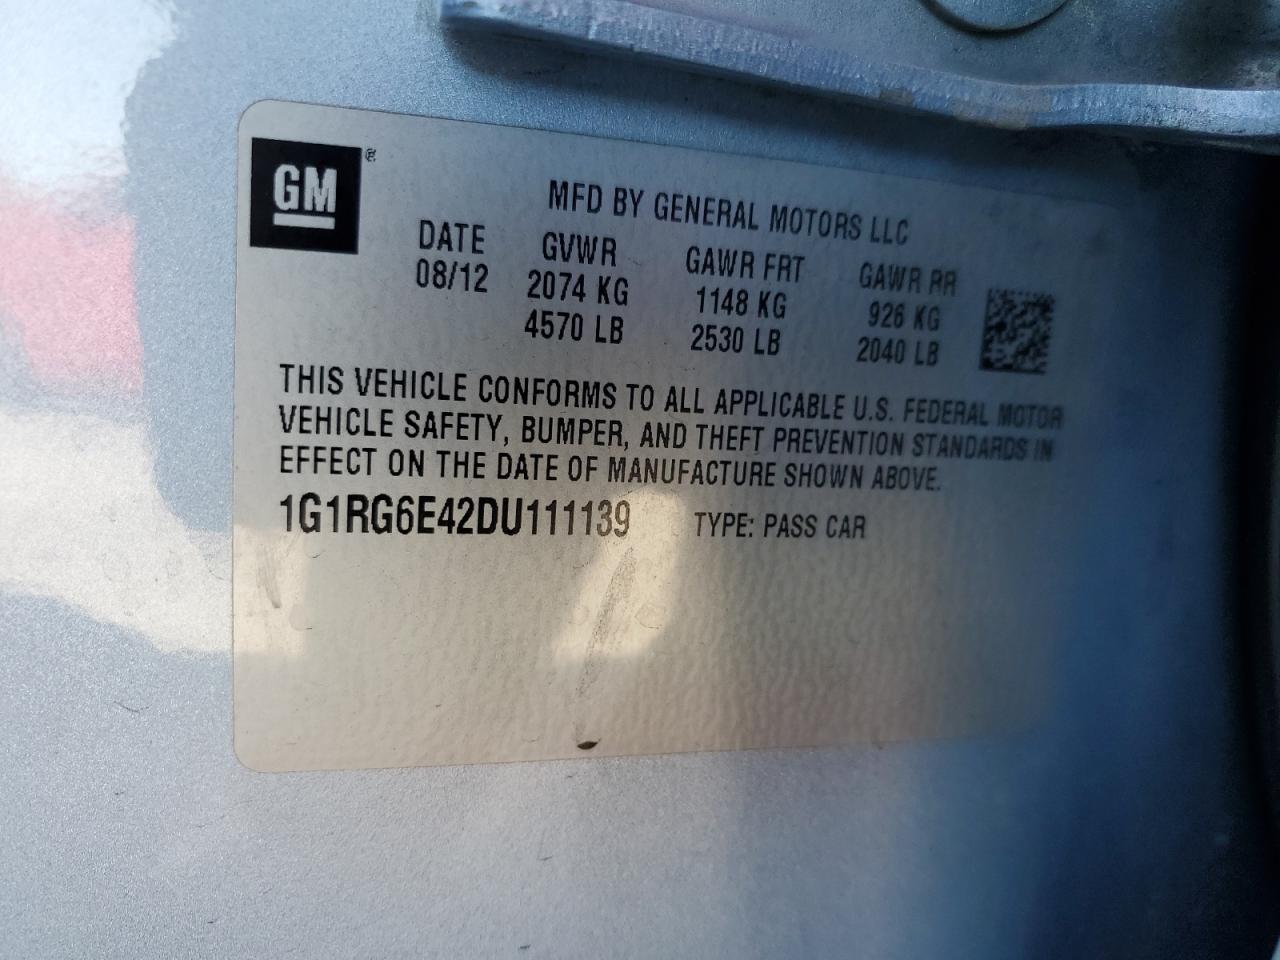 GM
MFD BY GENERAL MOTORS LLC
DATE GVWR GAWR FRT GAWR RR
08/12 2074 KG 1148 KG 926 KG
4570 LB 2530 LB 2040 LB
THIS VEHICLE CONFORMS TO ALL APPLICABLE U.S. FEDERAL MOTOR
VEHICLE SAFETY, BUMPER, AND THEFT PREVENTION STANDARDS IN
EFFECT ON THE DATE OF MANUFACTURE SHOWN ABOVE.
1G1RG6E42DU111139 TYPE: PASS CAR